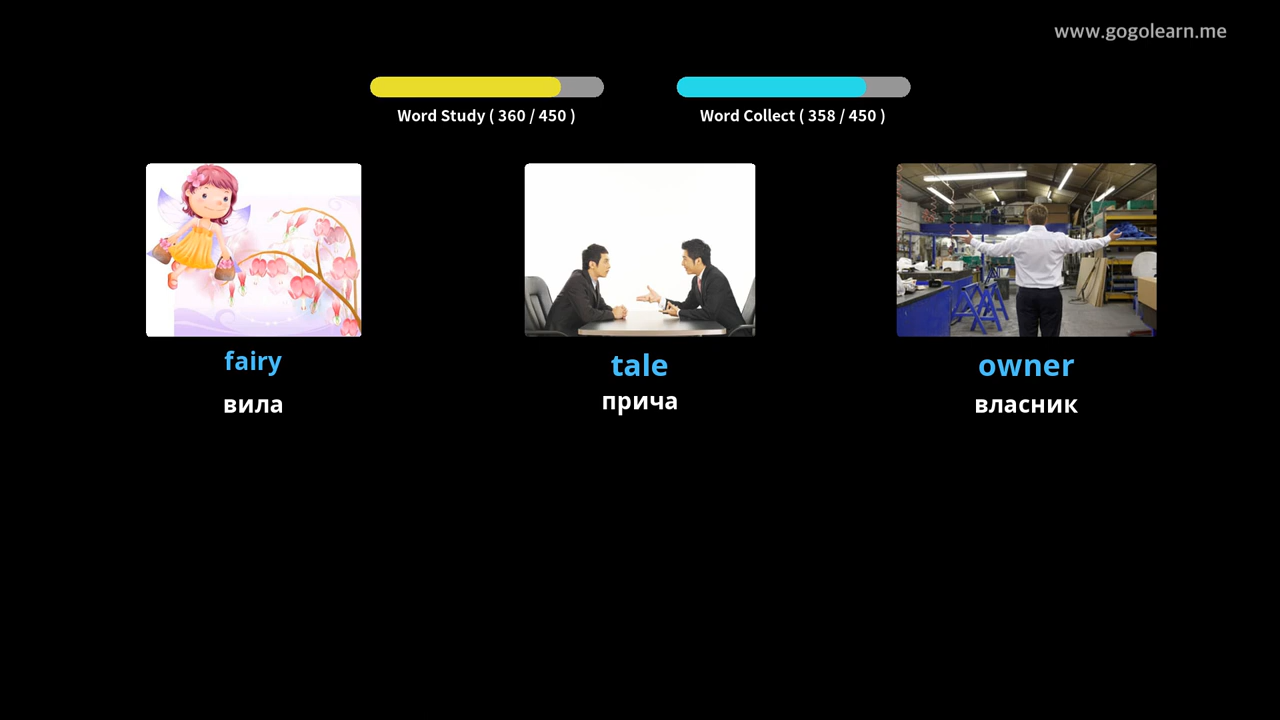 www.gogolearn.me
Word Study ( 360 / 450 )
Word Collect ( 358 / 450 )
fairy
вила
tale
прича
owner
власник